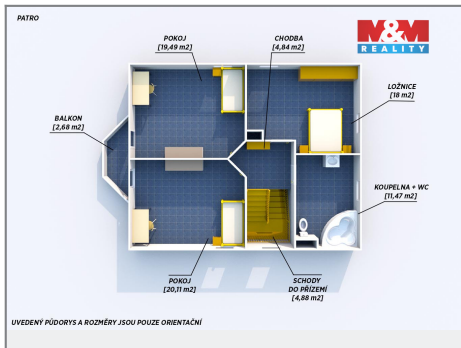 PATRO
M&M
REALITY
POKOJ
[19,49 m2]
CHODBA
[4,84 m2]
LOŽNICE
[18 m2]
BALKON
[2,68 m2]
KOUPELNA + WC
[11,47 m2]
POKOJ
[20,11 m2]
SCHODY
DO PŘÍZEMÍ
[4,88 m2]
UVEDENÝ PŮDORYS A ROZMĚRY JSOU POUZE ORIENTAČNÍ